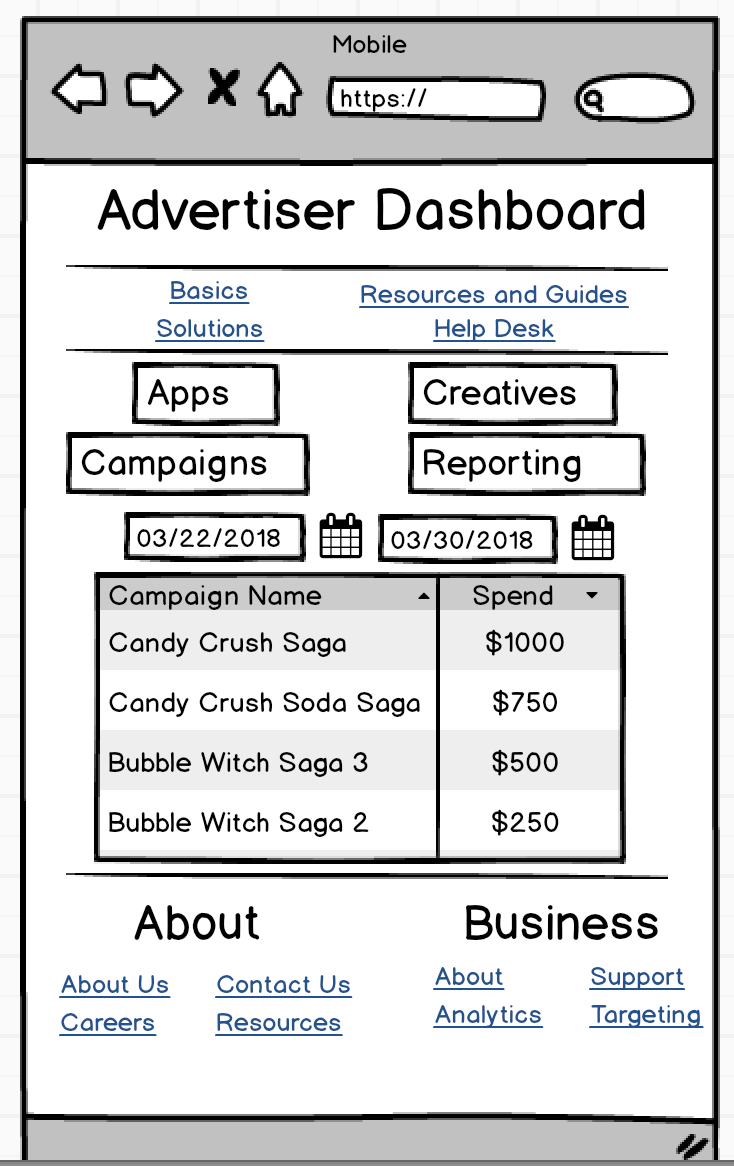 Mobile
https://
Advertiser Dashboard
Basics Resources and Guides
Solutions Help Desk
Apps Creatives
Campaigns Reporting
03/22/2018 03/30/2018
Campaign Name Spend
Candy Crush Saga $1000
Candy Crush Soda Saga $750
Bubble Witch Saga 3 $500
Bubble Witch Saga 2 $250
About Business
About Us Contact Us About Support
Careers Resources Analytics Targeting